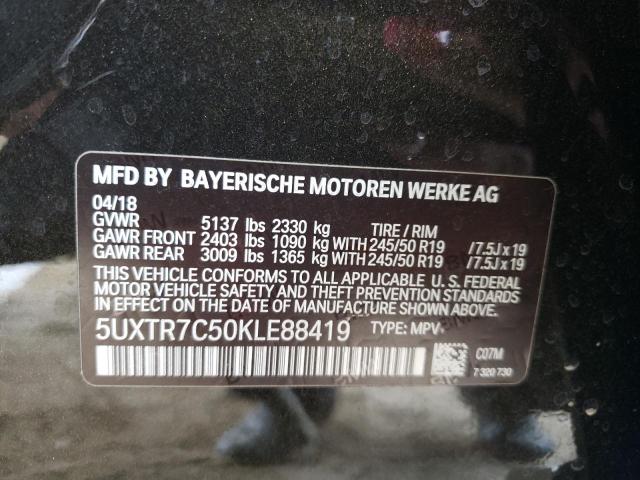 MFD BY BAYERISCHE MOTOREN WERKE AG
04/18
GVWR 5137 lbs 2330 kg TIRE / RIM
GAWR FRONT 2403 lbs 1090 kg WITH 245/50 R19 / 7.5J x 19
GAWR REAR 3009 lbs 1365 kg WITH 245/50 R19 / 7.5J x 19
THIS VEHICLE CONFORMS TO ALL APPLICABLE U. S. FEDERAL
MOTOR VEHICLE SAFETY AND THEFT PREVENTION STANDARDS
IN EFFECT ON THE DATE OF MANUFACTURE SHOWN ABOVE.
5UXTR7C50KLE88419 TYPE: MPV
C07M
7 320 730